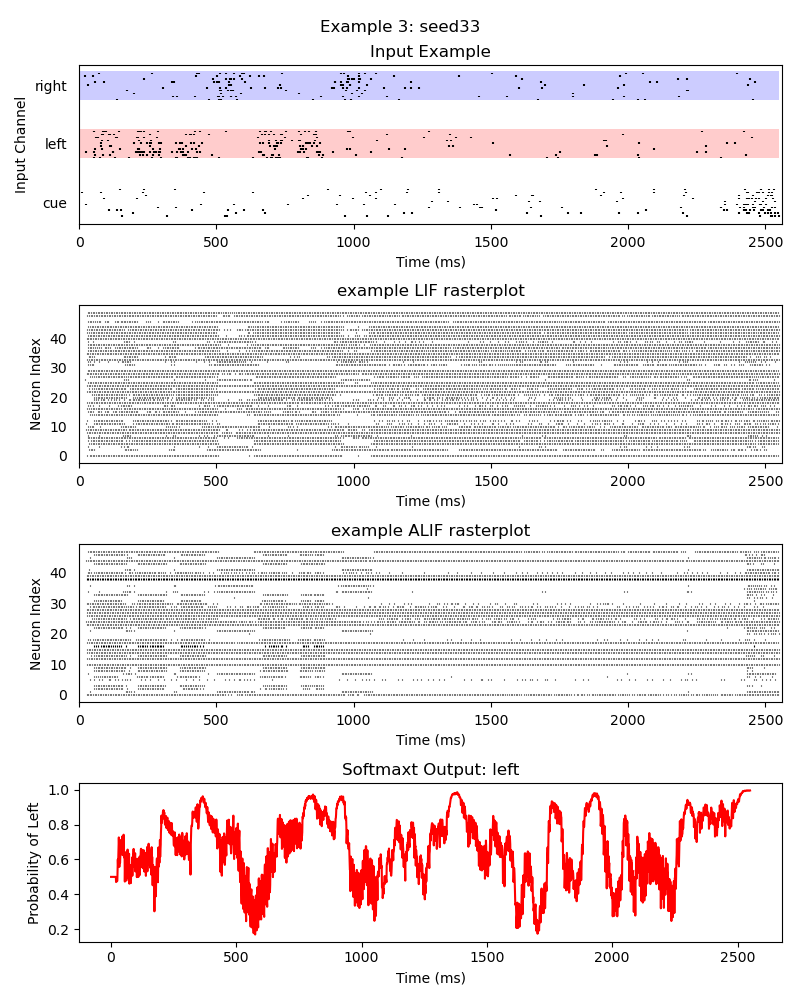 Example 3: seed33
Input Example
Input Channel
right
left
cue
0 500 1000 1500 2000 2500
Time (ms)
example LIF rasterplot
Neuron Index
40
30
20
10
0
0 500 1000 1500 2000 2500
Time (ms)
example ALIF rasterplot
Neuron Index
40
30
20
10
0
0 500 1000 1500 2000 2500
Time (ms)
Softmaxt Output: left
Probability of Left
1.0
0.8
0.6
0.4
0.2
0 500 1000 1500 2000 2500
Time (ms)